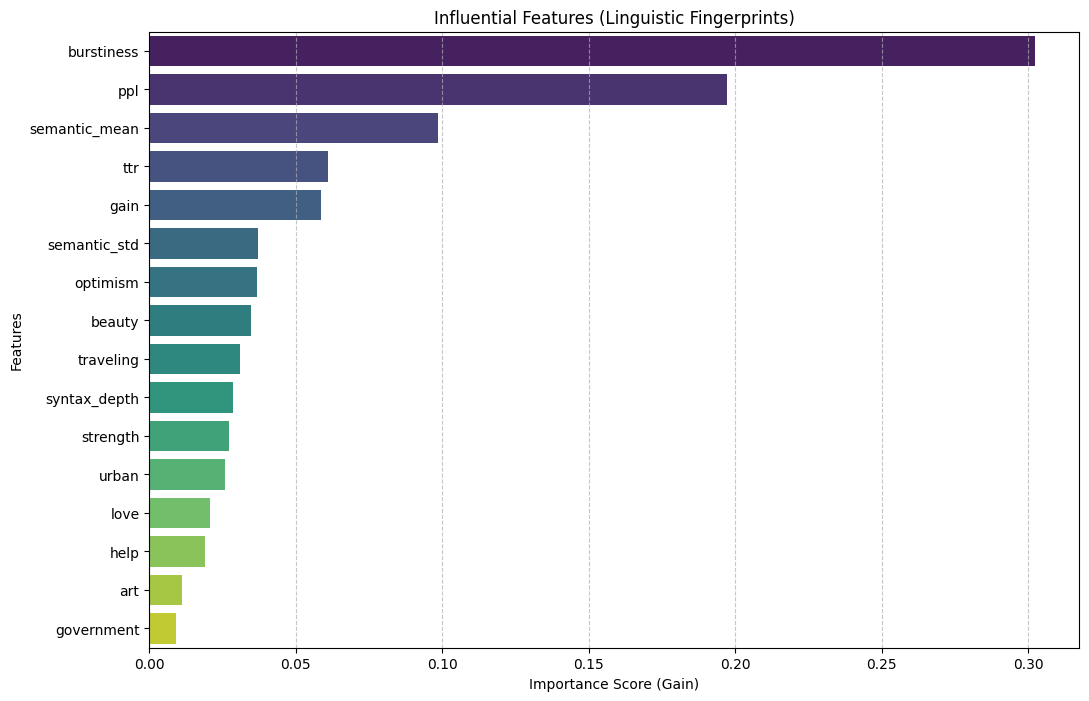 Influential Features (Linguistic Fingerprints)
burstiness
ppl
semantic_mean
ttr
gain
semantic_std
optimism
beauty
traveling
syntax_depth
strength
urban
love
help
art
government
Features
0.00 0.05 0.10 0.15 0.20 0.25 0.30
Importance Score (Gain)